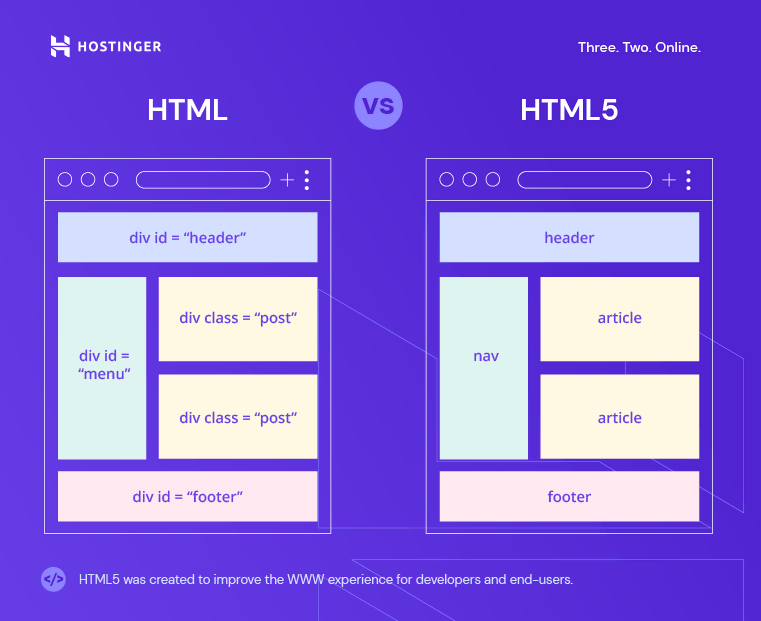 HOSTINGER
Three. Two. Online.
HTML
VS
HTML5
div id = “header”
div id =
“menu”
div class = “post”
div class = “post”
div id = “footer”
header
nav
article
article
footer
</>
HTML5 was created to improve the WWW experience for developers and end-users.